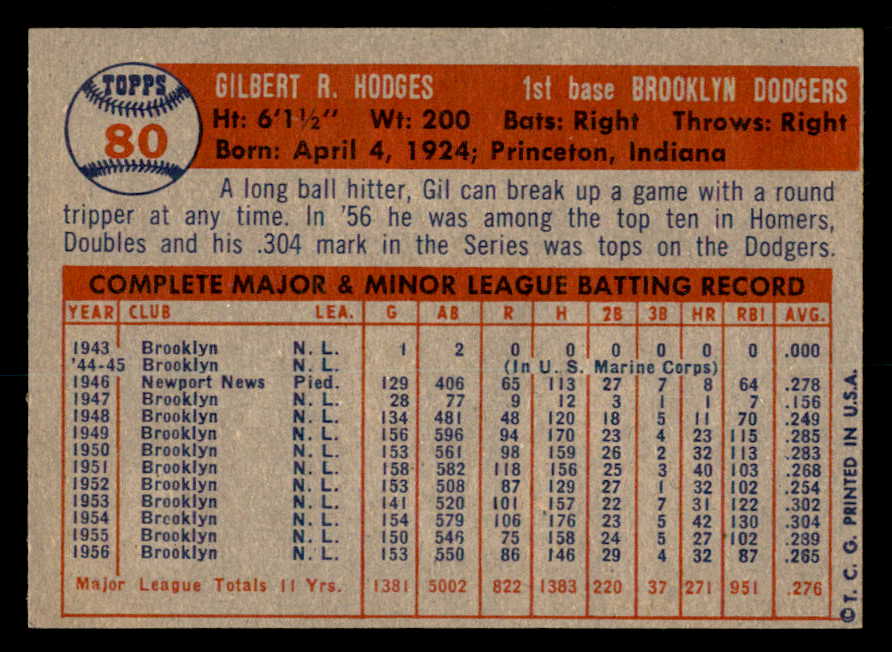 TOPPS
80
GILBERT R. HODGES 1st base BROOKLYN DODGERS
Ht: 6'1½" Wt: 200 Bats: Right Throws: Right
Born: April 4, 1924; Princeton, Indiana
A long ball hitter, Gil can break up a game with a round
tripper at any time. In '56 he was among the top ten in Homers,
Doubles and his .304 mark in the Series was tops on the Dodgers.
COMPLETE MAJOR & MINOR LEAGUE BATTING RECORD
YEAR CLUB LEA. G AB R H 2B 3B HR RBI AVG.
1943 Brooklyn N. L. 1 2 0 0 0 0 0 0 .000
'44-45 Brooklyn N. L. (In U. S. Marine Corps)
1946 Newport News Pied. 129 406 65 113 27 7 8 64 .278
1947 Brooklyn N. L. 28 77 9 12 3 1 1 7 .156
1948 Brooklyn N. L. 134 481 48 120 18 5 11 70 .249
1949 Brooklyn N. L. 156 596 94 170 23 4 23 115 .285
1950 Brooklyn N. L. 153 561 98 159 26 2 32 113 .283
1951 Brooklyn N. L. 158 582 118 156 25 3 40 103 .268
1952 Brooklyn N. L. 153 508 87 129 27 1 32 102 .254
1953 Brooklyn N. L. 141 520 101 157 22 7 31 122 .302
1954 Brooklyn N. L. 154 579 106 176 23 5 42 130 .304
1955 Brooklyn N. L. 150 546 75 158 24 5 27 102 .289
1956 Brooklyn N. L. 153 550 86 146 29 4 32 87 .265
Major League Totals 11 Yrs. 1381 5002 822 1383 220 37 271 951 .276
©T. C. G. PRINTED IN U.S.A.